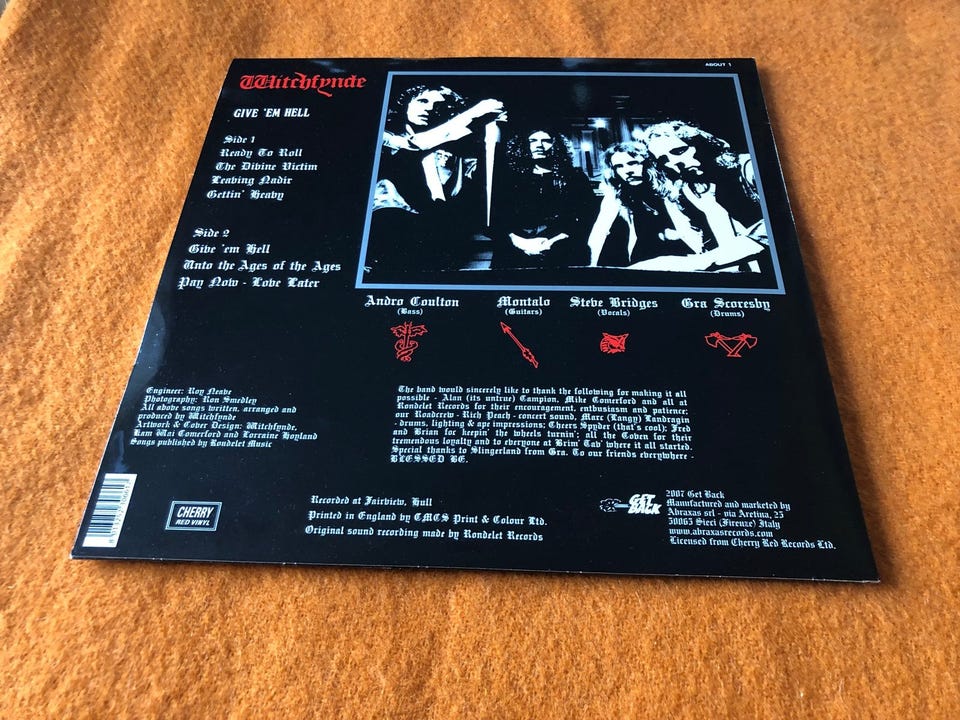 ABOUT 1
Witchfynde
GIVE 'EM HELL
Side 1
Ready To Roll
The Divine Victim
Leaving Nadir
Gettin' Heavy
Side 2
Give 'em Hell
Unto the Ages of the Ages
Pay Now - Love Later
Andro Coulton
(Bass)
Montalo
(Guitars)
Steve Bridges
(Vocals)
Gra Scoresby
(Drums)
Engineer: Roy Neave
Photography: Ron Smedley
All above songs written, arranged and
produced by Witchfynde
Artwork & Cover Design: Witchfynde,
Lam Wai Comerford and Lorraine Hoyland
Songs published by Rondelet Music
The band would sincerely like to thank the following for making it all
possible - Alan (its untrue) Campion, Mike Comerford and all at
Rondelet Records for their encouragement, enthusiasm and patience;
our Roadcrew - Rich Peach - concert sound, Marc (Langy) Landragin
- drums, lighting & ape impressions; Cheers Spyder (that's cool); Fred
and Brian for keepin' the wheels turnin'; all the Coven for their
tremendous loyalty and to everyone at Brim' Tav' where it all started.
Special thanks to Slingerland from Gra. To our friends everywhere -
BLESSED BE.
CHERRY
RED VINYL
Recorded at Fairview, Hull
Printed in England by CMCS Print & Colour Ltd.
Original sound recording made by Rondelet Records
GET
BACK
2007 Get Back
Manufactured and marketed by
Abraxas srl - via Aretina, 25
50065 Sieci (Firenze) Italy
www.abraxasrecords.com
Licensed from Cherry Red Records Ltd.